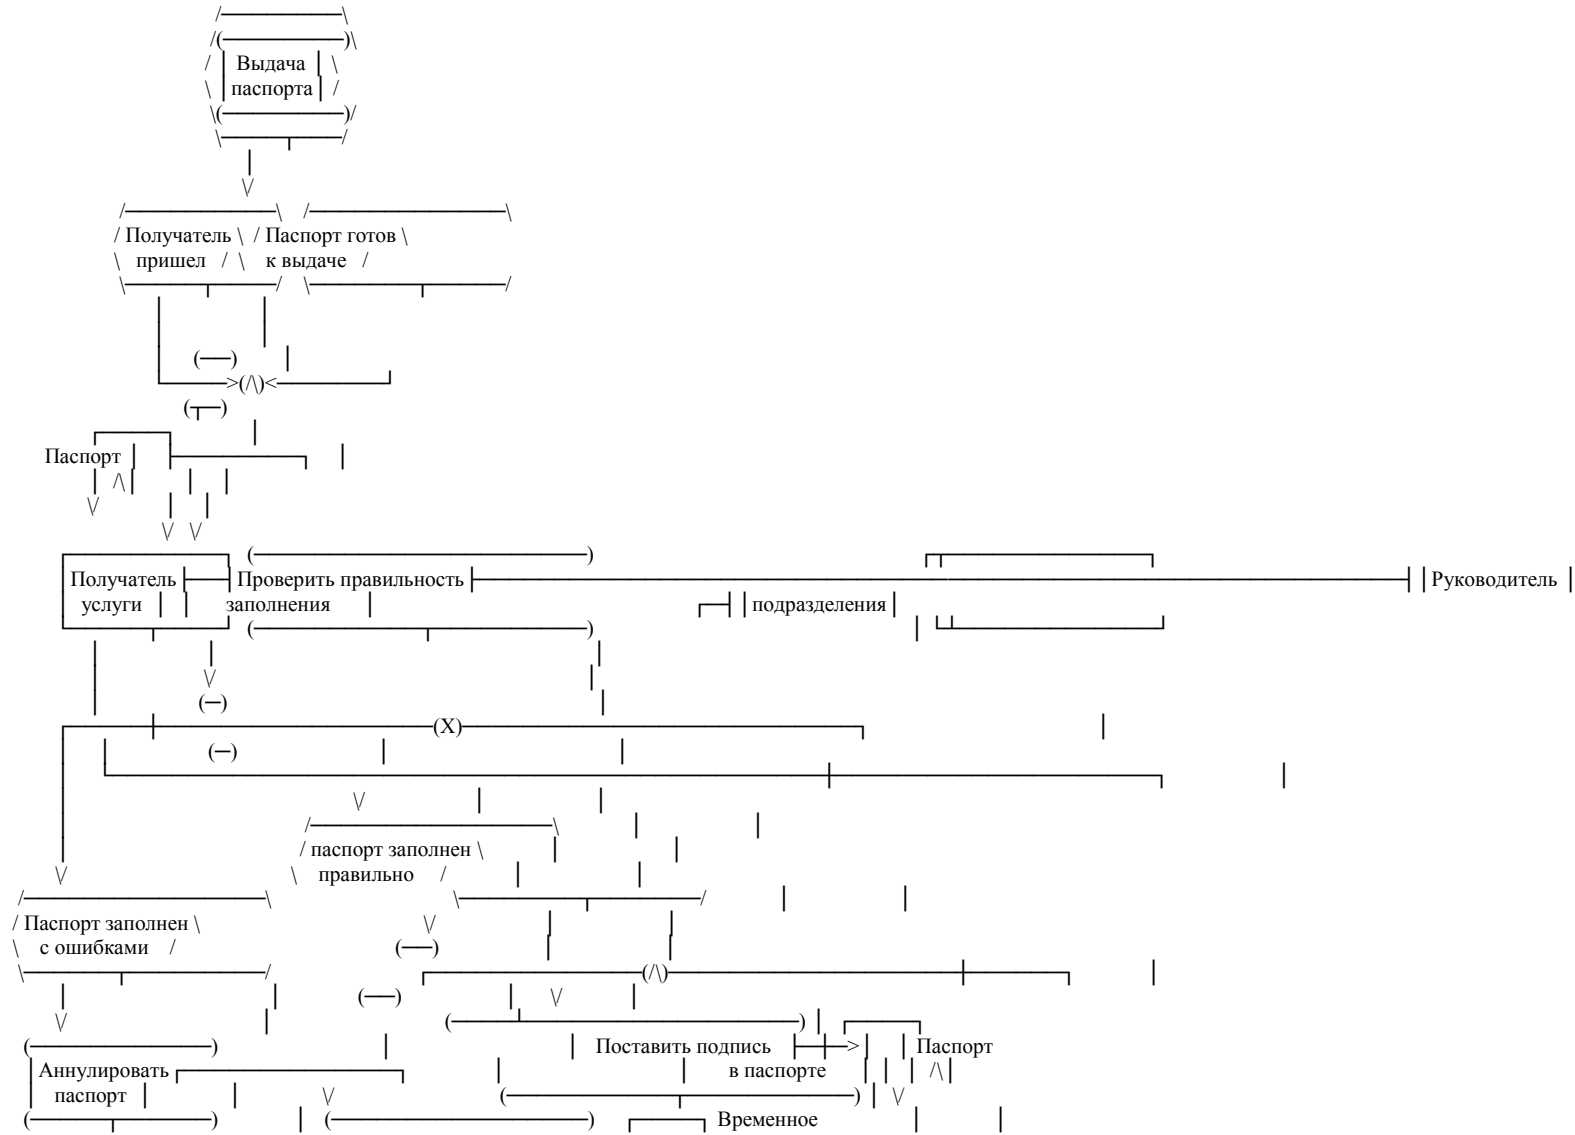 Выдача
паспорта
Получатель
Паспорт готов
пришел
к выдаче
Паспорт
Получатель
Проверить правильность
Руководитель
услуги
заполнения
подразделения
(X)
паспорт заполнен
правильно
Паспорт заполнен
с ошибками
Поставить подпись
Паспорт
Аннулировать
в паспорте
паспорт
Временное